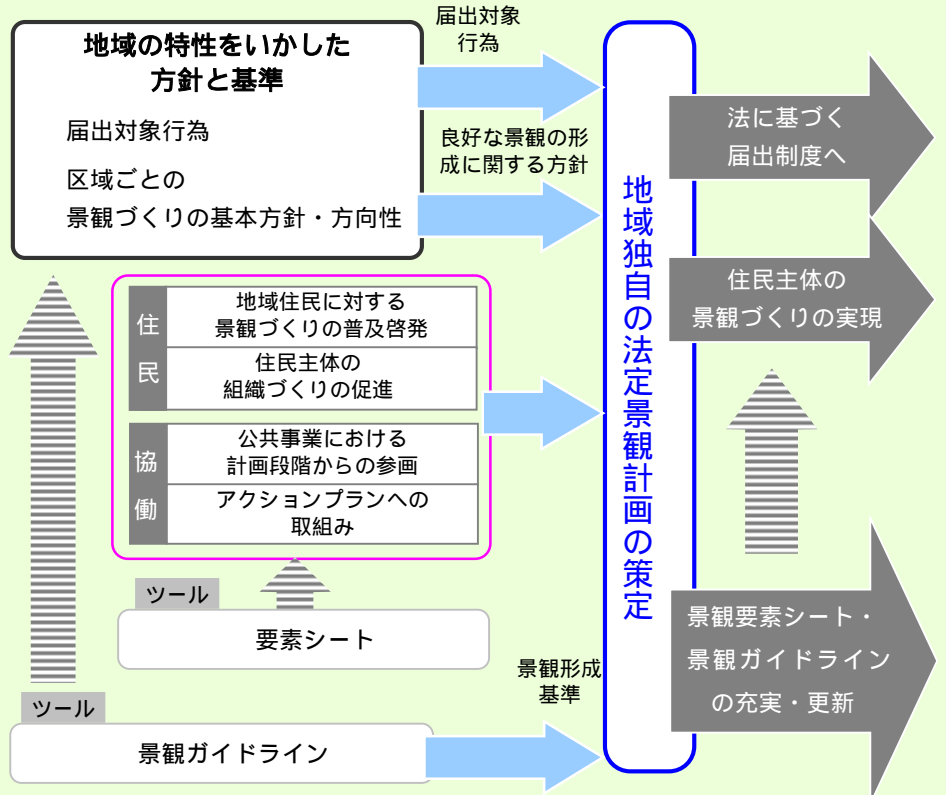 届出対象
行為
地域の特性をいかした
方針と基準
届出対象行為
区域ごとの
景観づくりの基本方針・方向性
良好な景観の形
成に関する方針
住民
地域住民に対する
景観づくりの普及啓発
住民主体の
組織づくりの促進
協働
公共事業における
計画段階からの参画
アクションプランへの
取組み
ツール
要素シート
ツール
景観ガイドライン
景観形成
基準
地域独自の法定景観計画の策定
法に基づく
届出制度へ
住民主体の
景観づくりの実現
景観要素シート・
景観ガイドライン
の充実・更新